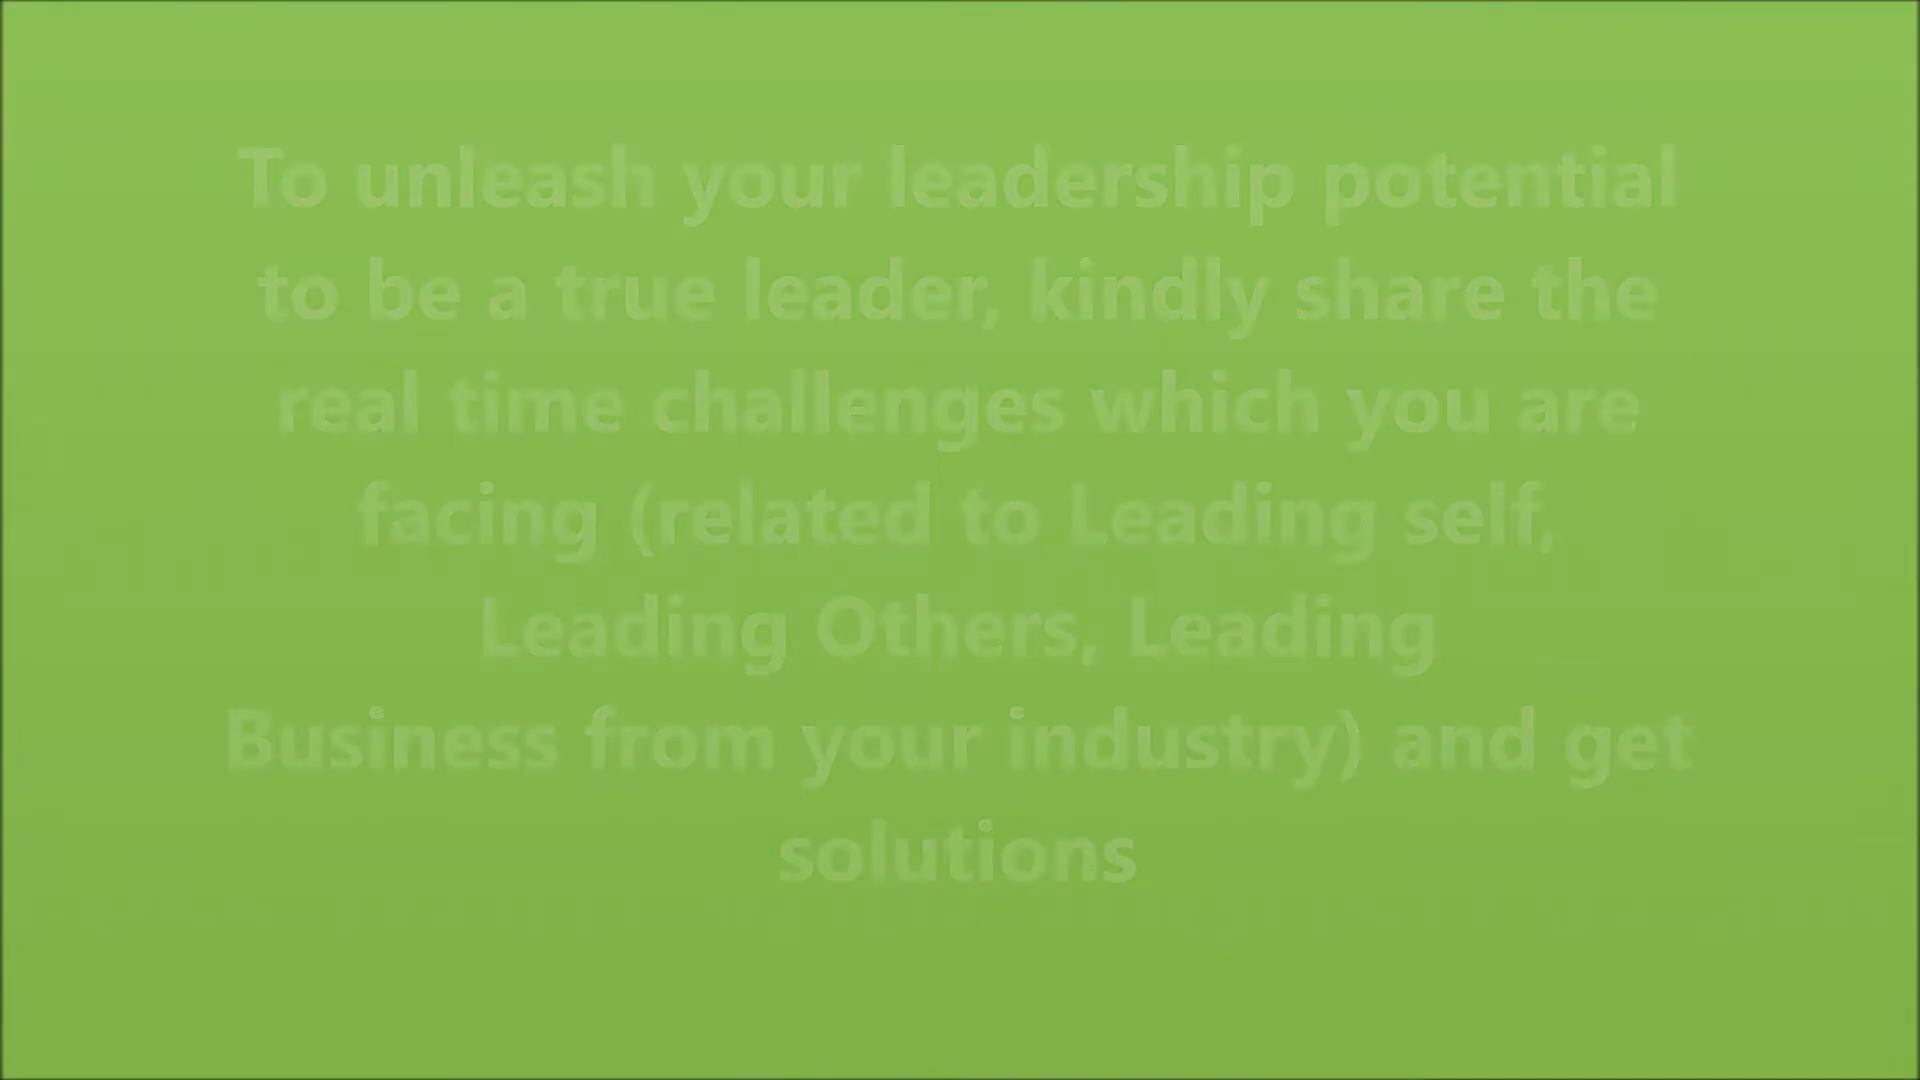 To unleash your leadership potential
to be a true leader, kindly share the
real time challenges which you are
facing (related to Leading self,
Leading Others, Leading
Business from your industry) and get
solutions